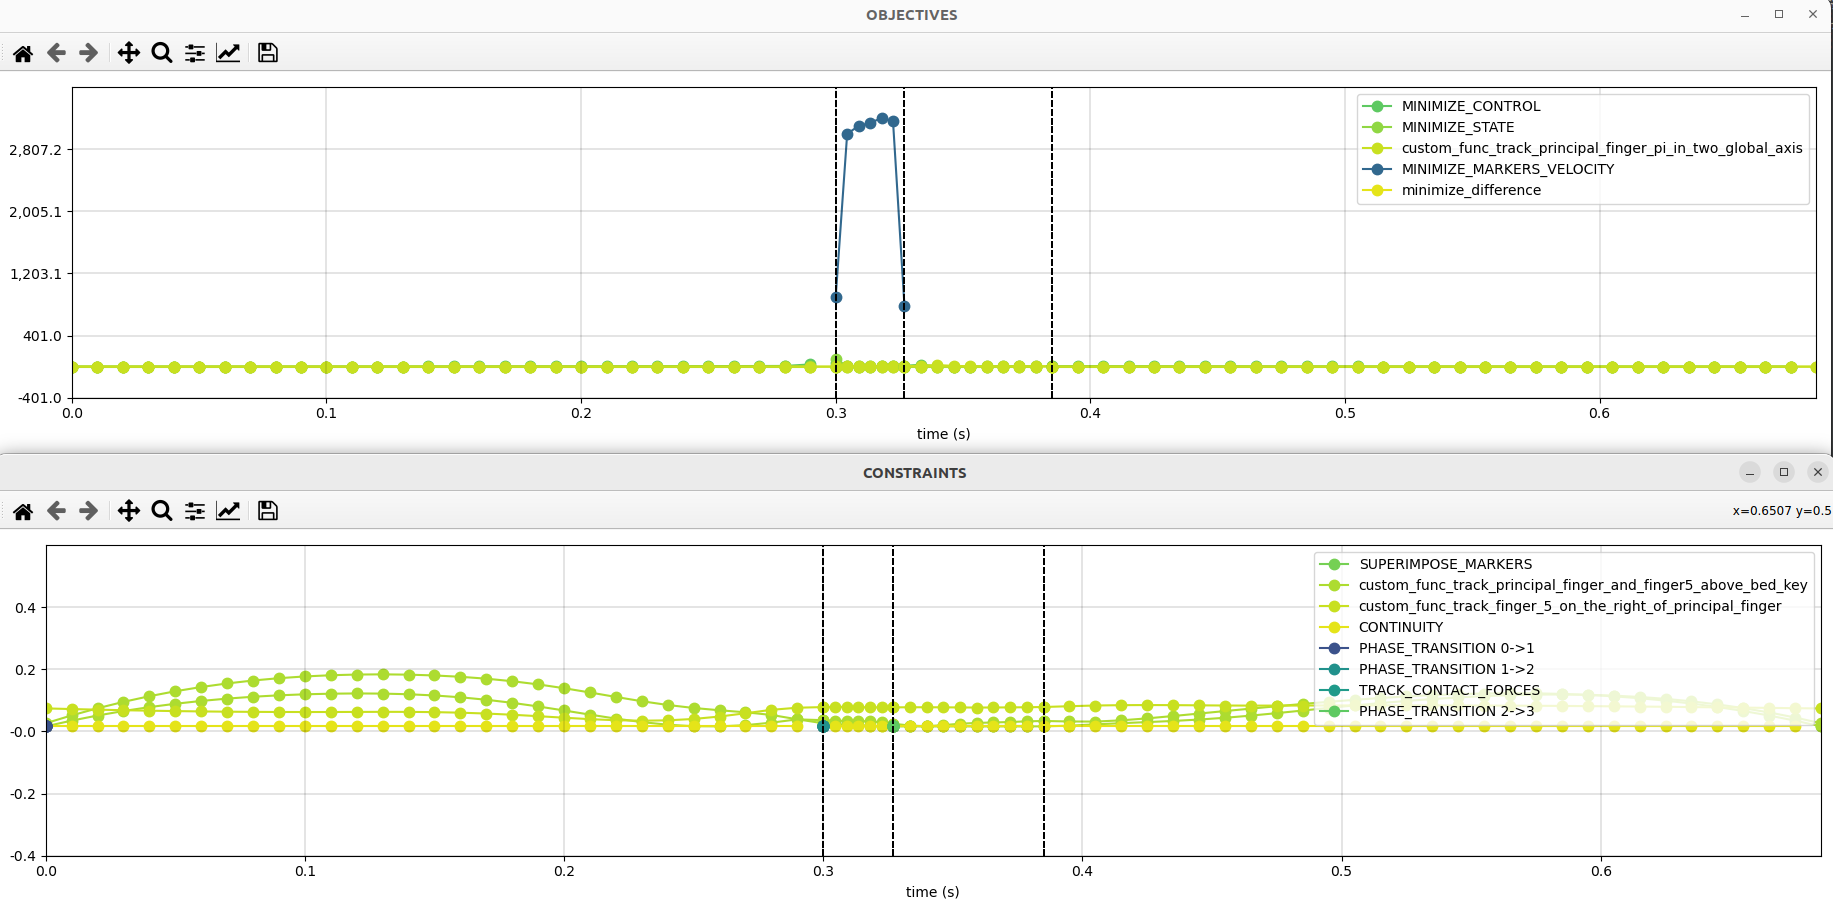 OBJECTIVES
MINIMIZE_CONTROL
MINIMIZE_STATE
custom_func_track_principal_finger_pi_in_two_global_axis
MINIMIZE_MARKERS_VELOCITY
minimize_difference
2,807.2
2,005.1
1,203.1
401.0
-401.0
0.0 0.1 0.2 0.3 0.4 0.5 0.6
time (s)
CONSTRAINTS
x=0.6507 y=0.5
SUPERIMPOSE_MARKERS
custom_func_track_principal_finger_and_finger5_above_bed_key
custom_func_track_finger_5_on_the_right_of_principal_finger
CONTINUITY
PHASE_TRANSITION 0->1
PHASE_TRANSITION 1->2
TRACK_CONTACT_FORCES
PHASE_TRANSITION 2->3
0.4
0.2
-0.0
-0.2
-0.4
0.0 0.1 0.2 0.3 0.4 0.5 0.6
time (s)